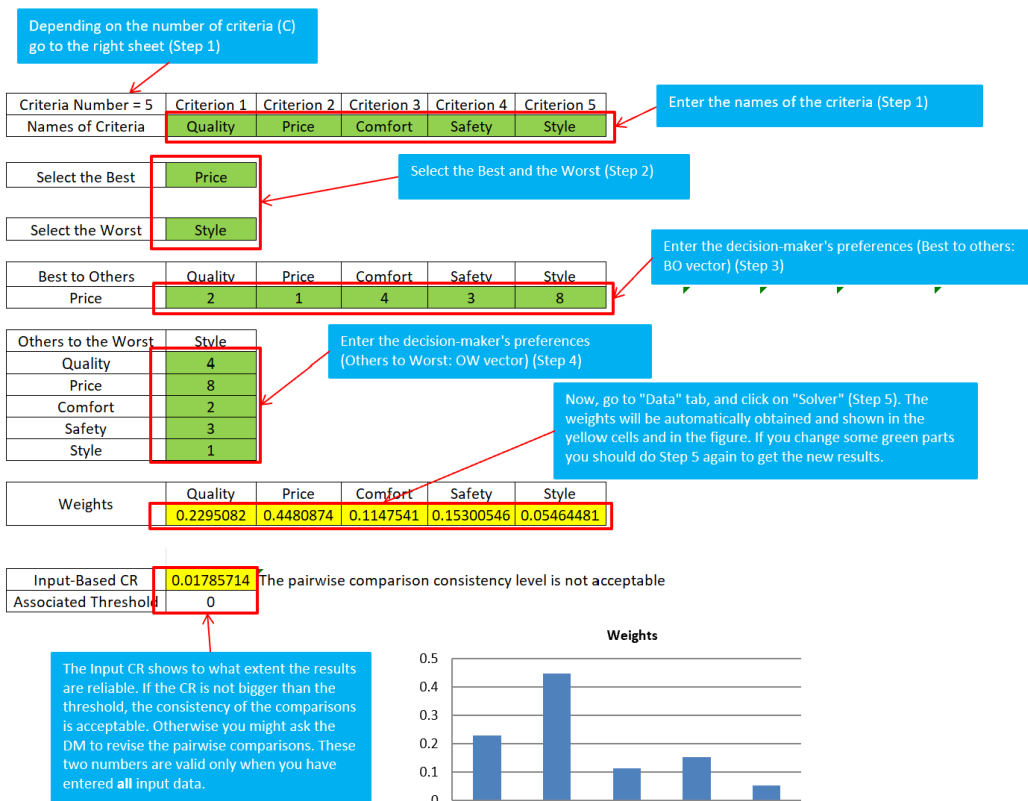 Depending on the number of criteria (C)
go to the right sheet (Step 1)
Criteria Number = 5 Criterion 1 Criterion 2 Criterion 3 Criterion 4 Criterion 5
Names of Criteria Quality Price Comfort Safety Style
Enter the names of the criteria (Step 1)
Select the Best Price
Select the Best and the Worst (Step 2)
Select the Worst Style
Enter the decision-maker's preferences (Best to others:
BO vector) (Step 3)
Best to Others Quality Price Comfort Safety Style
Price 2 1 4 3 8
Others to the Worst Style
Quality 4
Price 8
Comfort 2
Safety 3
Style 1
Enter the decision-maker's preferences
(Others to Worst: OW vector) (Step 4)
Now, go to "Data" tab, and click on "Solver" (Step 5). The
weights will be automatically obtained and shown in the
yellow cells and in the figure. If you change some green parts
you should do Step 5 again to get the new results.
Weights Quality Price Comfort Safety Style
0.2295082 0.4480874 0.1147541 0.15300546 0.05464481
Input-Based CR 0.01785714 The pairwise comparison consistency level is not acceptable
Associated Threshold 0
The Input CR shows to what extent the results
are reliable. If the CR is not bigger than the
threshold, the consistency of the comparisons
is acceptable. Otherwise you might ask the
DM to revise the pairwise comparisons. These
two numbers are valid only when you have
entered all input data.
Weights
0.5
0.4
0.3
0.2
0.1
0